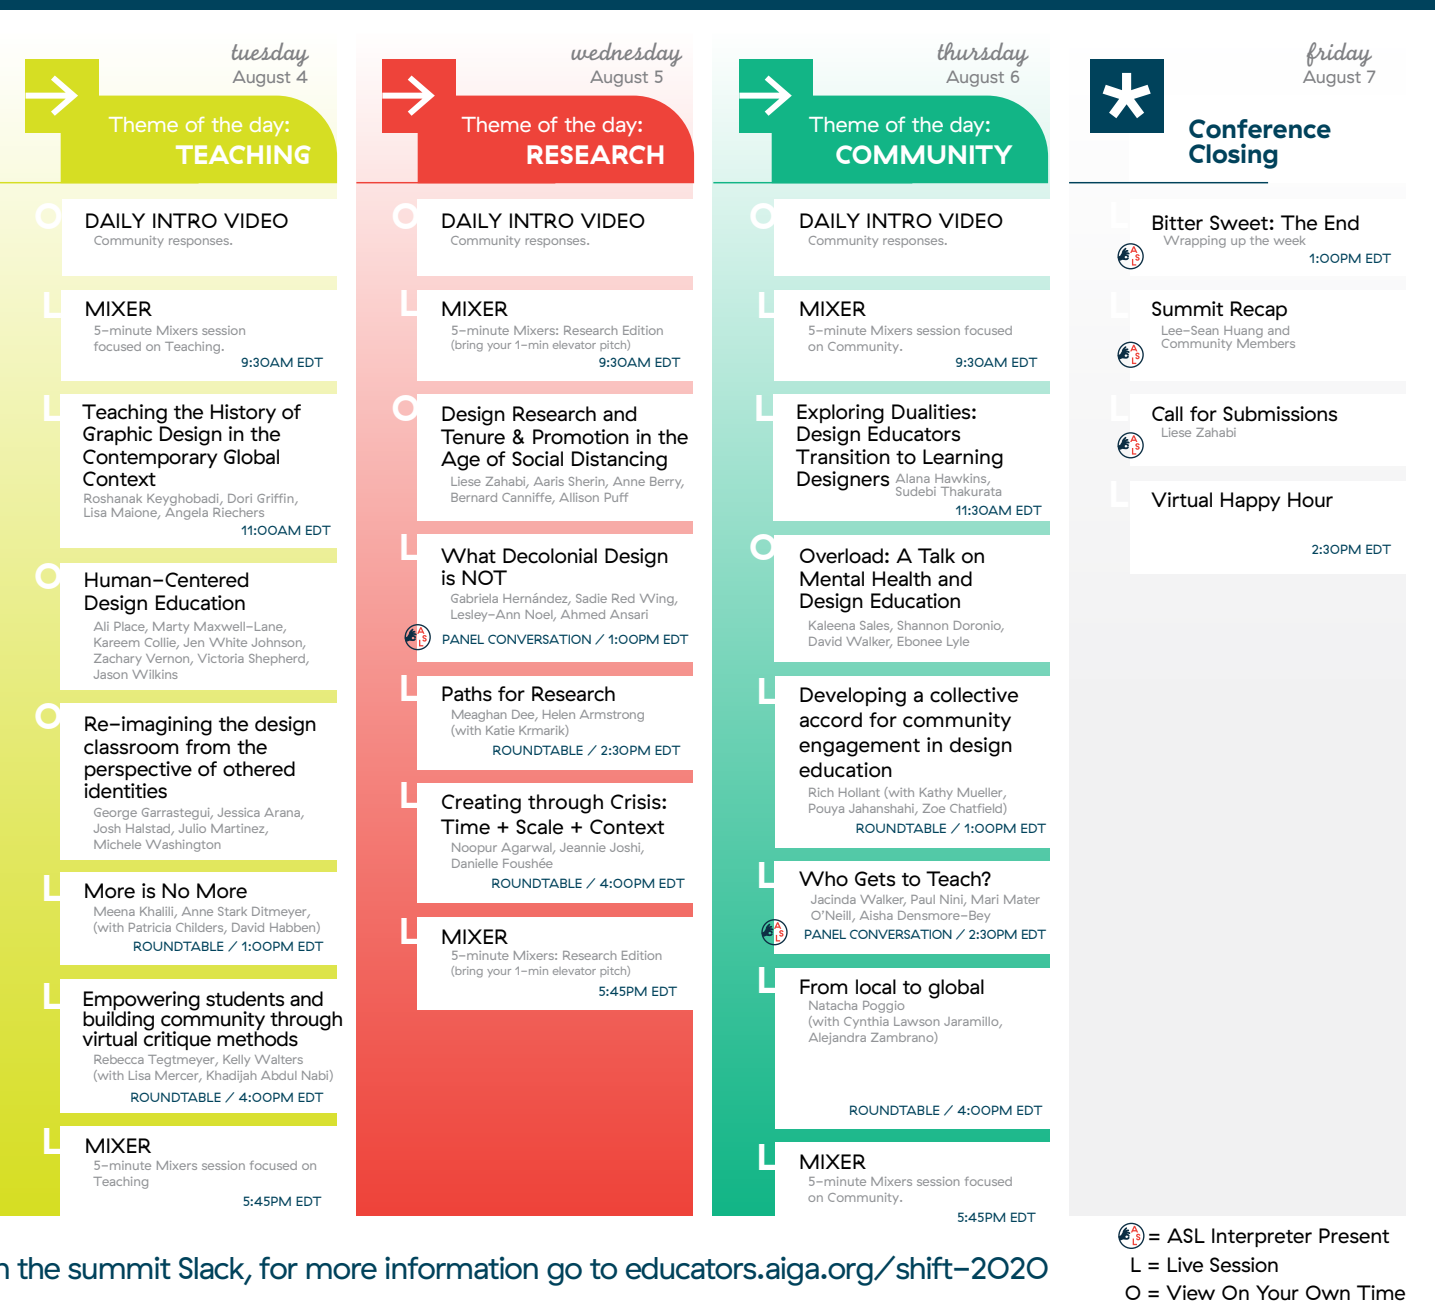 tuesday
August 4
Theme of the day:
TEACHING
O
DAILY INTRO VIDEO
Community responses.
L
MIXER
5-minute Mixers session
focused on Teaching.
9:30AM EDT
L
Teaching the History of
Graphic Design in the
Contemporary Global
Context
Roshanak Keyghobadi, Dori Griffin,
Lisa Maione, Angela Riechers
11:00AM EDT
O
Human-Centered
Design Education
Ali Place, Marty Maxwell-Lane,
Kareem Collie, Jen White Johnson,
Zachary Vernon, Victoria Shepherd,
Jason Wilkins
O
Re-imagining the design
classroom from the
perspective of othered
identities
George Garrastegui, Jessica Arana,
Josh Halstad, Julio Martinez,
Michele Washington
L
More is No More
Meena Khalili, Anne Stark Ditmeyer,
(with Patricia Childers, David Habben)
ROUNDTABLE / 1:00PM EDT
L
Empowering students and
building community through
virtual critique methods
Rebecca Tegtmeyer, Kelly Walters
(with Lisa Mercer, Khadijah Abdul Nabi)
ROUNDTABLE / 4:00PM EDT
L
MIXER
5-minute Mixers session focused on
Teaching
5:45PM EDT
wednesday
August 5
Theme of the day:
RESEARCH
O
DAILY INTRO VIDEO
Community responses.
L
MIXER
5-minute Mixers: Research Edition
(bring your 1-min elevator pitch)
9:30AM EDT
O
Design Research and
Tenure & Promotion in the
Age of Social Distancing
Liese Zahabi, Aaris Sherin, Anne Berry,
Bernard Canniffe, Allison Puff
L
What Decolonial Design
is NOT
Gabriela Hernández, Sadie Red Wing,
Lesley-Ann Noel, Ahmed Ansari
ASL
PANEL CONVERSATION / 1:00PM EDT
L
Paths for Research
Meaghan Dee, Helen Armstrong
(with Katie Krmarik)
ROUNDTABLE / 2:30PM EDT
L
Creating through Crisis:
Time + Scale + Context
Noopur Agarwal, Jeannie Joshi,
Danielle Foushée
ROUNDTABLE / 4:00PM EDT
L
MIXER
5-minute Mixers: Research Edition
(bring your 1-min elevator pitch)
5:45PM EDT
thursday
August 6
Theme of the day:
COMMUNITY
O
DAILY INTRO VIDEO
Community responses.
L
MIXER
5-minute Mixers session focused
on Community.
9:30AM EDT
L
Exploring Dualities:
Design Educators
Transition to Learning
Designers Alana Hawkins,
Sudebi Thakurata
11:30AM EDT
O
Overload: A Talk on
Mental Health and
Design Education
Kaleena Sales, Shannon Doronio,
David Walker, Ebonee Lyle
L
Developing a collective
accord for community
engagement in design
education
Rich Hollant (with Kathy Mueller,
Pouya Jahanshahi, Zoe Chatfield)
ROUNDTABLE / 1:00PM EDT
L
Who Gets to Teach?
Jacinda Walker, Paul Nini, Mari Mater
O'Neill, Aisha Densmore-Bey
ASL
PANEL CONVERSATION / 2:30PM EDT
L
From local to global
Natacha Poggio
(with Cynthia Lawson Jaramillo,
Alejandra Zambrano)
ROUNDTABLE / 4:00PM EDT
L
MIXER
5-minute Mixers session focused
on Community.
5:45PM EDT
friday
August 7
Conference
Closing
L
Bitter Sweet: The End
Wrapping up the week
ASL
1:00PM EDT
L
Summit Recap
Lee-Sean Huang and
Community Members
ASL
L
Call for Submissions
Liese Zahabi
ASL
L
Virtual Happy Hour
2:30PM EDT
the summit Slack, for more information go to educators.aiga.org/shift-2020
ASL = ASL Interpreter Present
L = Live Session
O = View On Your Own Time